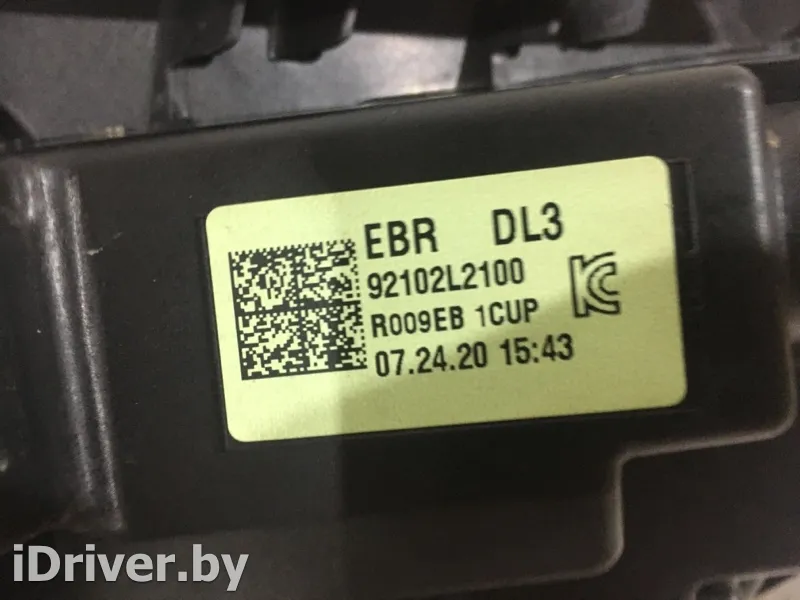 EBR DL3
92102L2100
R009EB 1CUP
07.24.20 15:43
iDriver.by